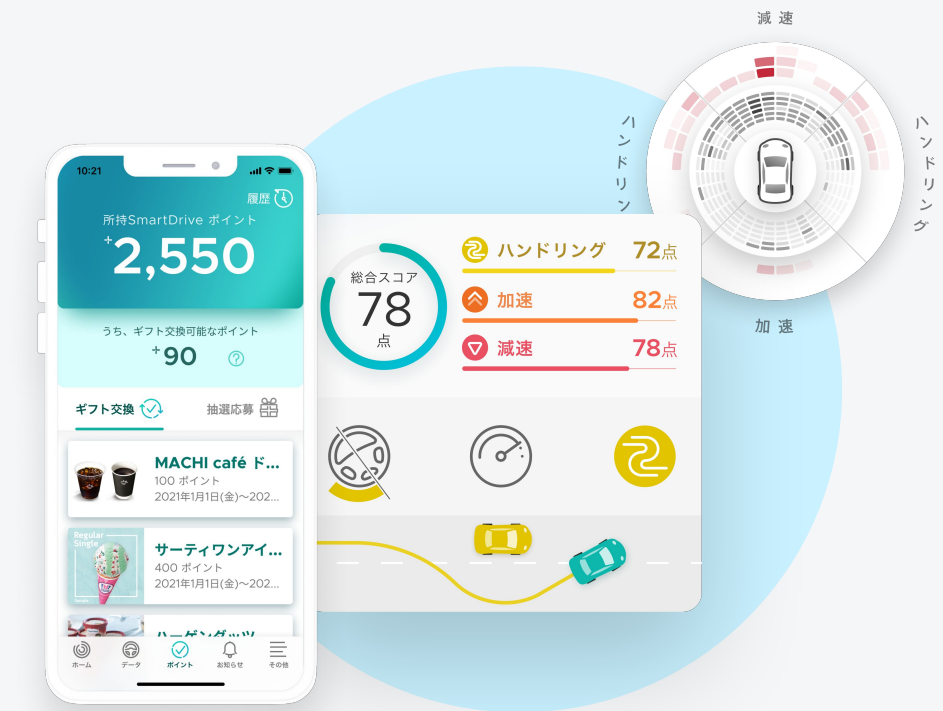 減速
ハンドリング
ハンドリン
加速
10:21
履歴
所持SmartDrive ポイント
+2,550
うち、ギフト交換可能なポイント
+90
?
ギフト交換
抽選応募
MACHI café ド...
100 ポイント
2021年1月1日(金)〜202...
Regular
Single
サーティワンアイ...
400 ポイント
2021年1月1日(金)〜202...
ハーゲンダッツ
ホーム
データ
ポイント
お知らせ
その他
総合スコア
78
点
ハンドリング 72点
加速 82点
減速 78点